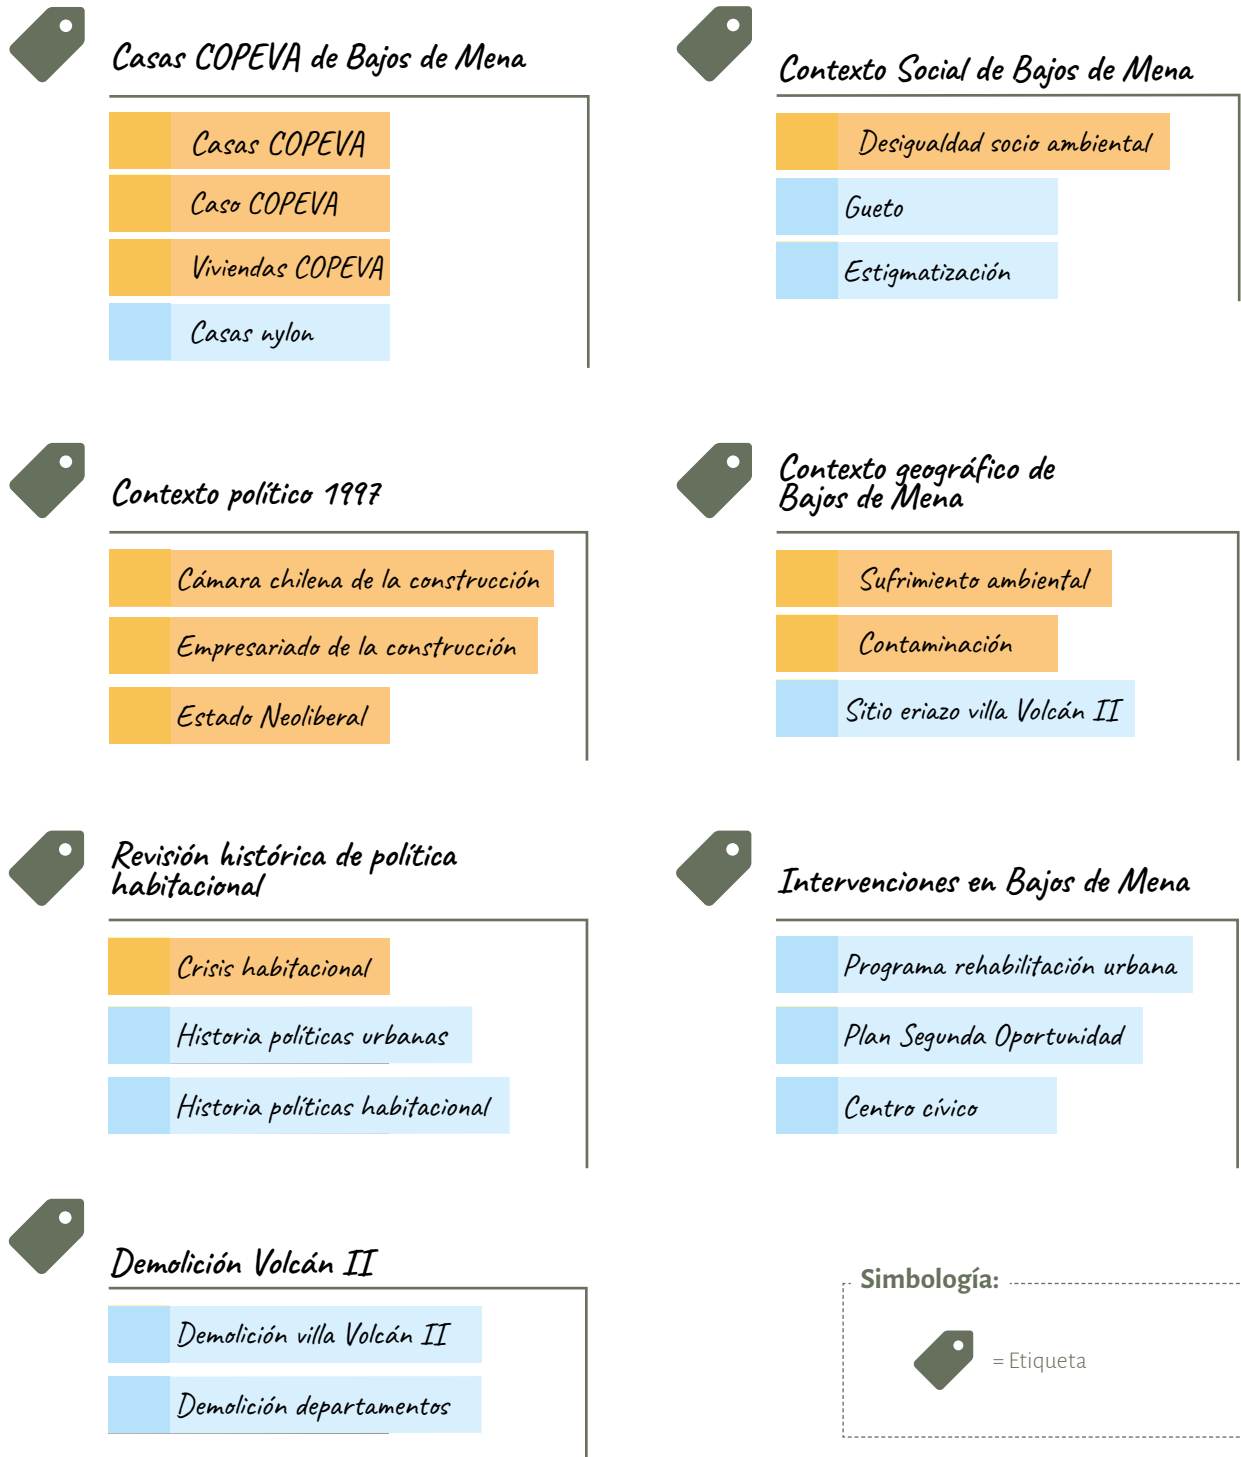 Casas COPEVA de Bajos de Mena
Casas COPEVA
Caso COPEVA
Viviendas COPEVA
Casas nylon
Contexto Social de Bajos de Mena
Desigualdad socio ambiental
Gueto
Estigmatización
Contexto político 1997
Cámara chilena de la construcción
Empresariado de la construcción
Estado Neoliberal
Contexto geográfico de
Bajos de Mena
Sufrimiento ambiental
Contaminación
Sitio eriazo villa Volcán II
Revisión histórica de política
habitacional
Crisis habitacional
Historia políticas urbanas
Historia políticas habitacional
Intervenciones en Bajos de Mena
Programa rehabilitación urbana
Plan Segunda Oportunidad
Centro cívico
Demolición Volcán II
Demolición villa Volcán II
Demolición departamentos
Simbología:
= Etiqueta